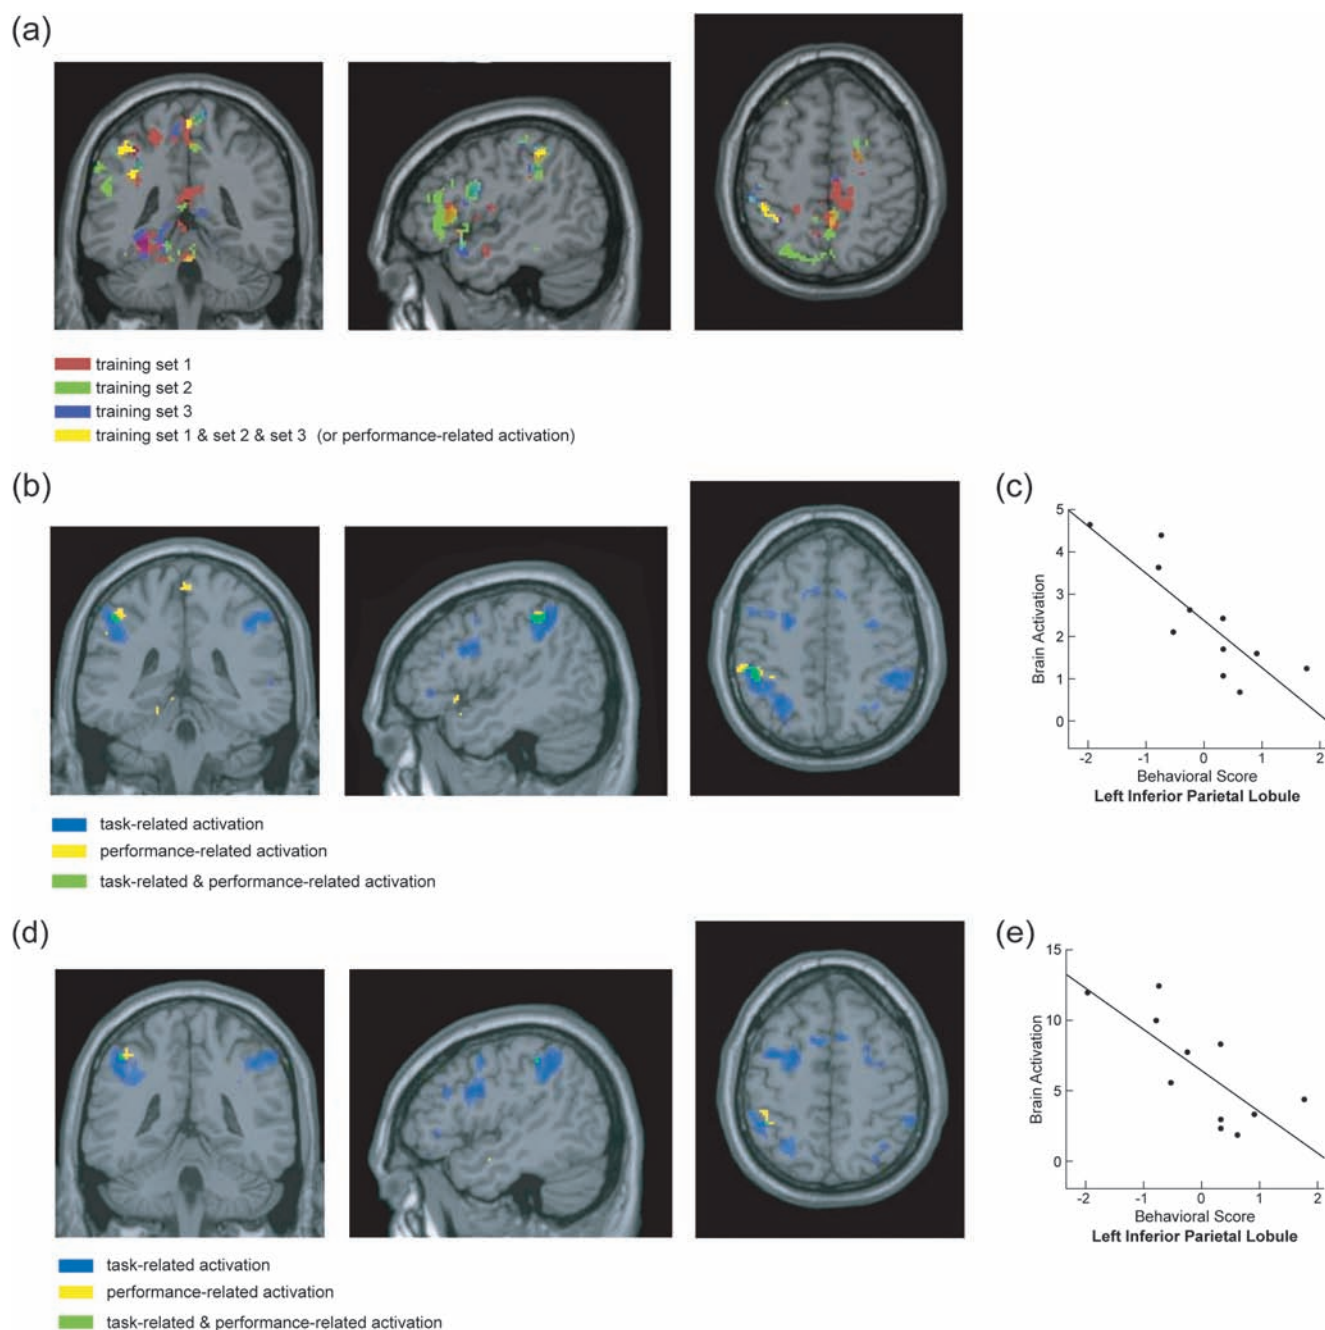 (a)
training set 1
training set 2
training set 3
training set 1 & set 2 & set 3 (or performance-related activation)
(b)
task-related activation
performance-related activation
task-related & performance-related activation
(c)
5
4
3
2
1
0
Brain Activation
-2 -1 0 1 2
Behavioral Score
Left Inferior Parietal Lobule
(d)
task-related activation
performance-related activation
task-related & performance-related activation
(e)
15
10
5
0
Brain Activation
-2 -1 0 1 2
Behavioral Score
Left Inferior Parietal Lobule